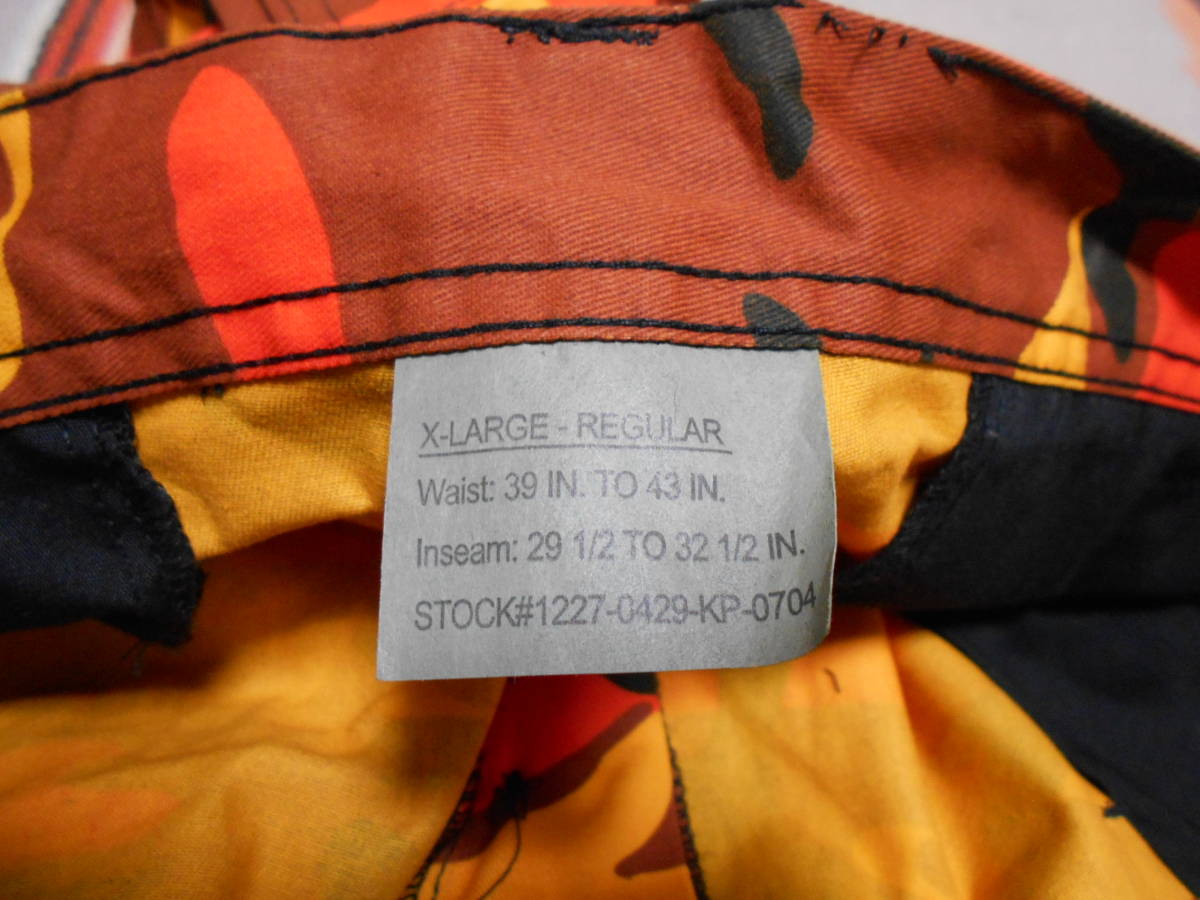 X-LARGE - REGULAR
Waist: 39 IN. TO 43 IN.
Inseam: 29 1/2 TO 32 1/2 IN.
STOCK#1227-0429-KP-0704